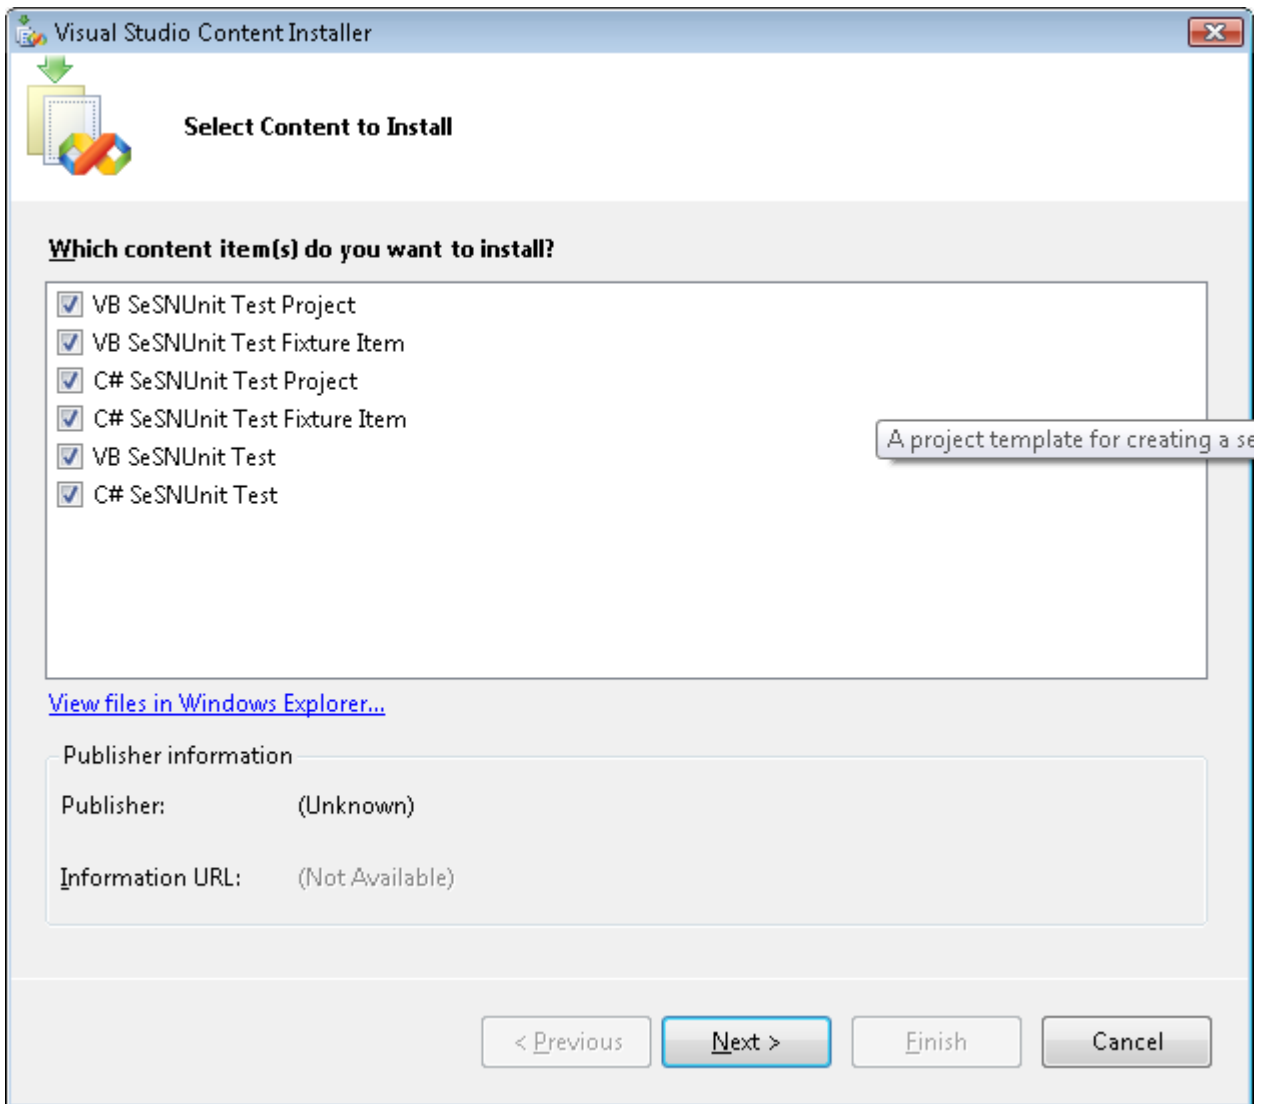 Visual Studio Content Installer
Select Content to Install
Which content item(s) do you want to install?
VB SeSNUnit Test Project
VB SeSNUnit Test Fixture Item
C# SeSNUnit Test Project
C# SeSNUnit Test Fixture Item
A project template for creating a se
VB SeSNUnit Test
C# SeSNUnit Test
View files in Windows Explorer...
Publisher information
Publisher: (Unknown)
Information URL: (Not Available)
< Previous Next > Finish Cancel